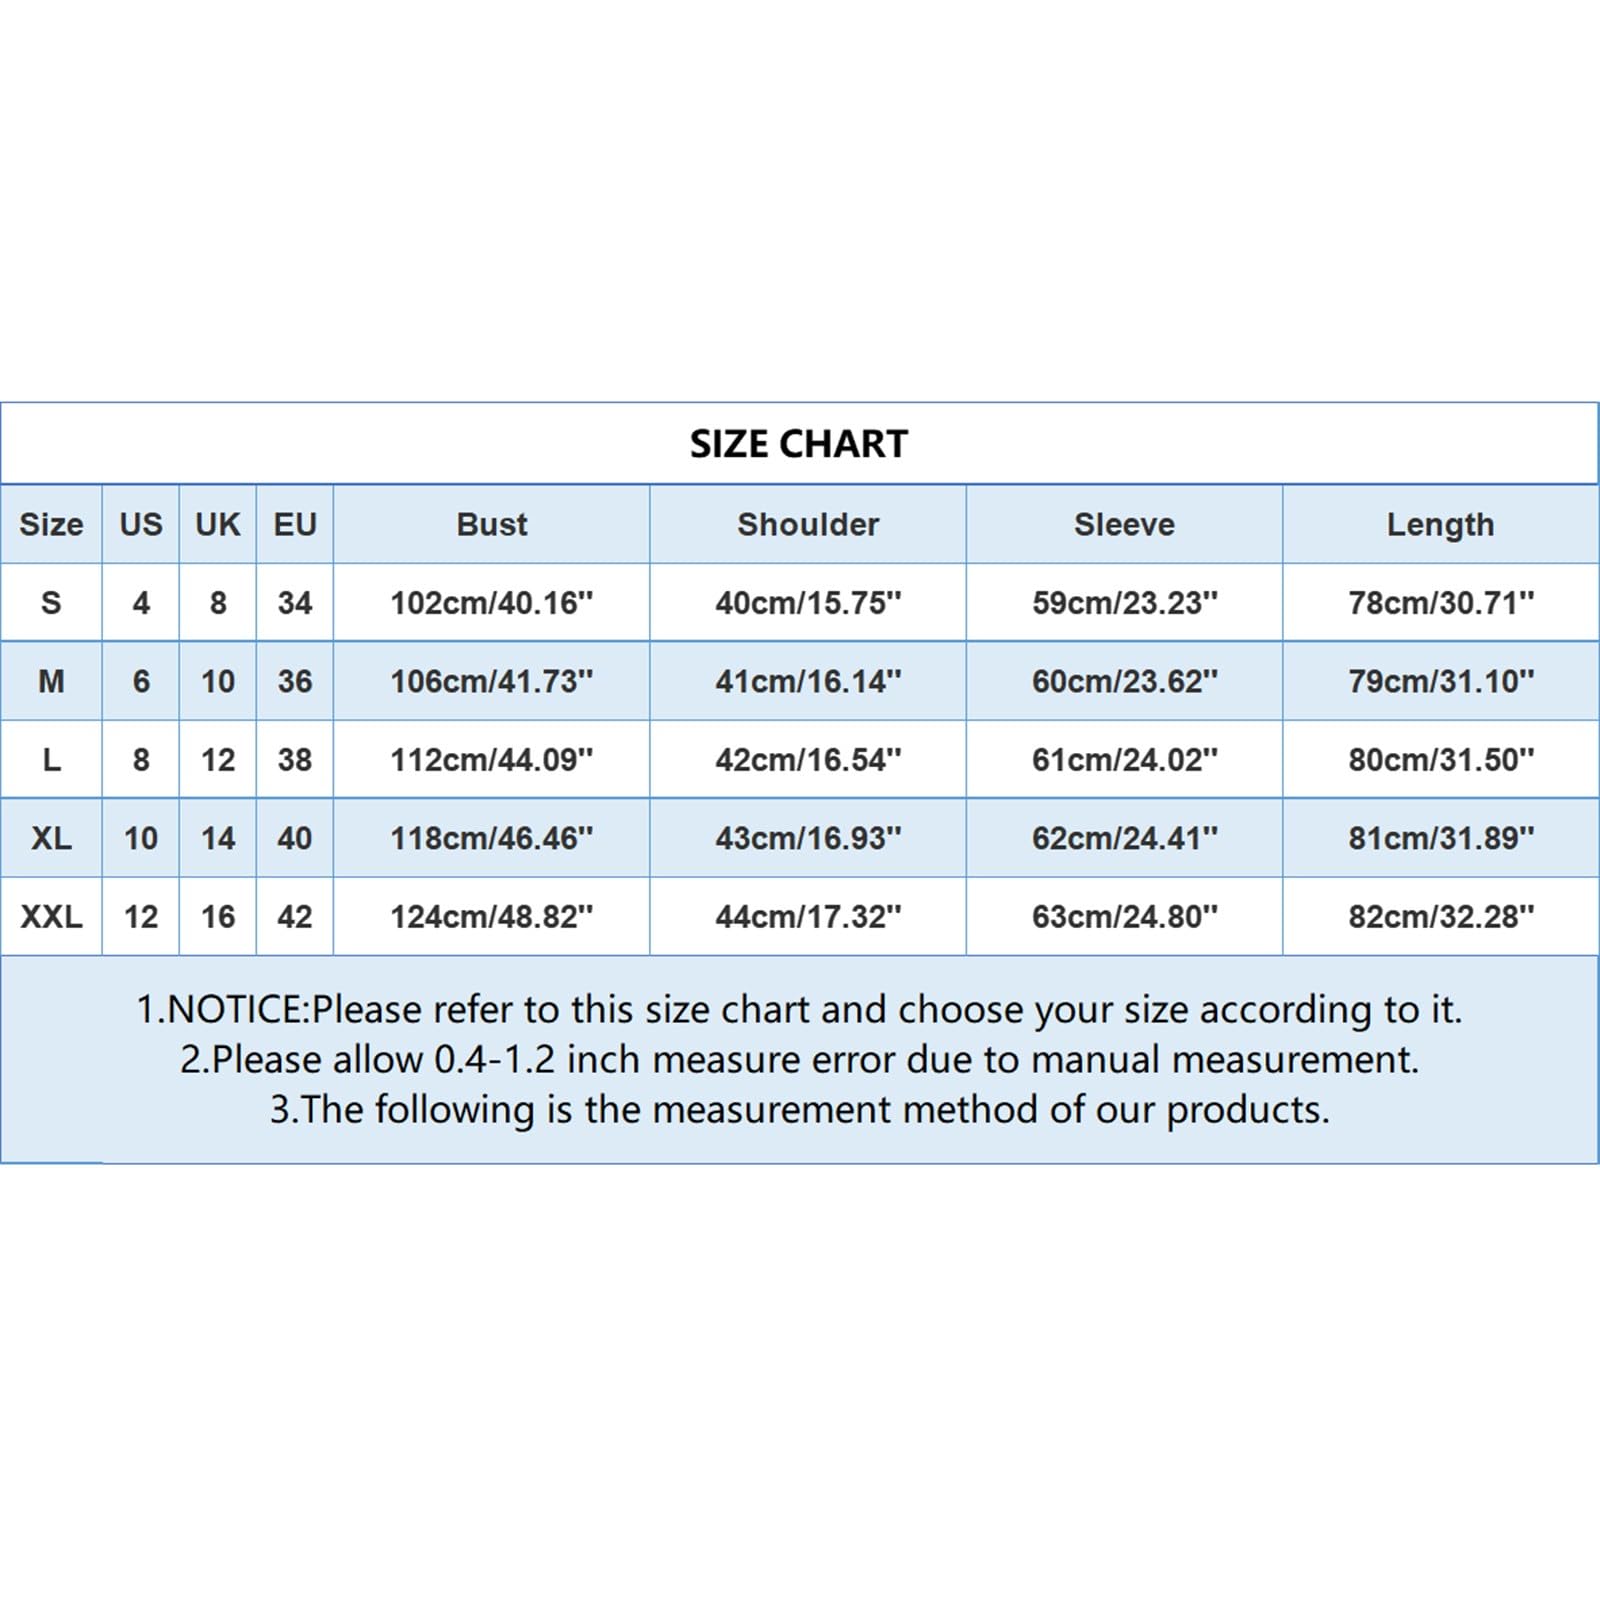 SIZE CHART
Size US UK EU Bust Shoulder Sleeve Length
S 4 8 34 102cm/40.16'' 40cm/15.75'' 59cm/23.23'' 78cm/30.71''
M 6 10 36 106cm/41.73'' 41cm/16.14'' 60cm/23.62'' 79cm/31.10''
L 8 12 38 112cm/44.09'' 42cm/16.54'' 61cm/24.02'' 80cm/31.50''
XL 10 14 40 118cm/46.46'' 43cm/16.93'' 62cm/24.41'' 81cm/31.89''
XXL 12 16 42 124cm/48.82'' 44cm/17.32'' 63cm/24.80'' 82cm/32.28''
1.NOTICE:Please refer to this size chart and choose your size according to it.
2.Please allow 0.4-1.2 inch measure error due to manual measurement.
3.The following is the measurement method of our products.